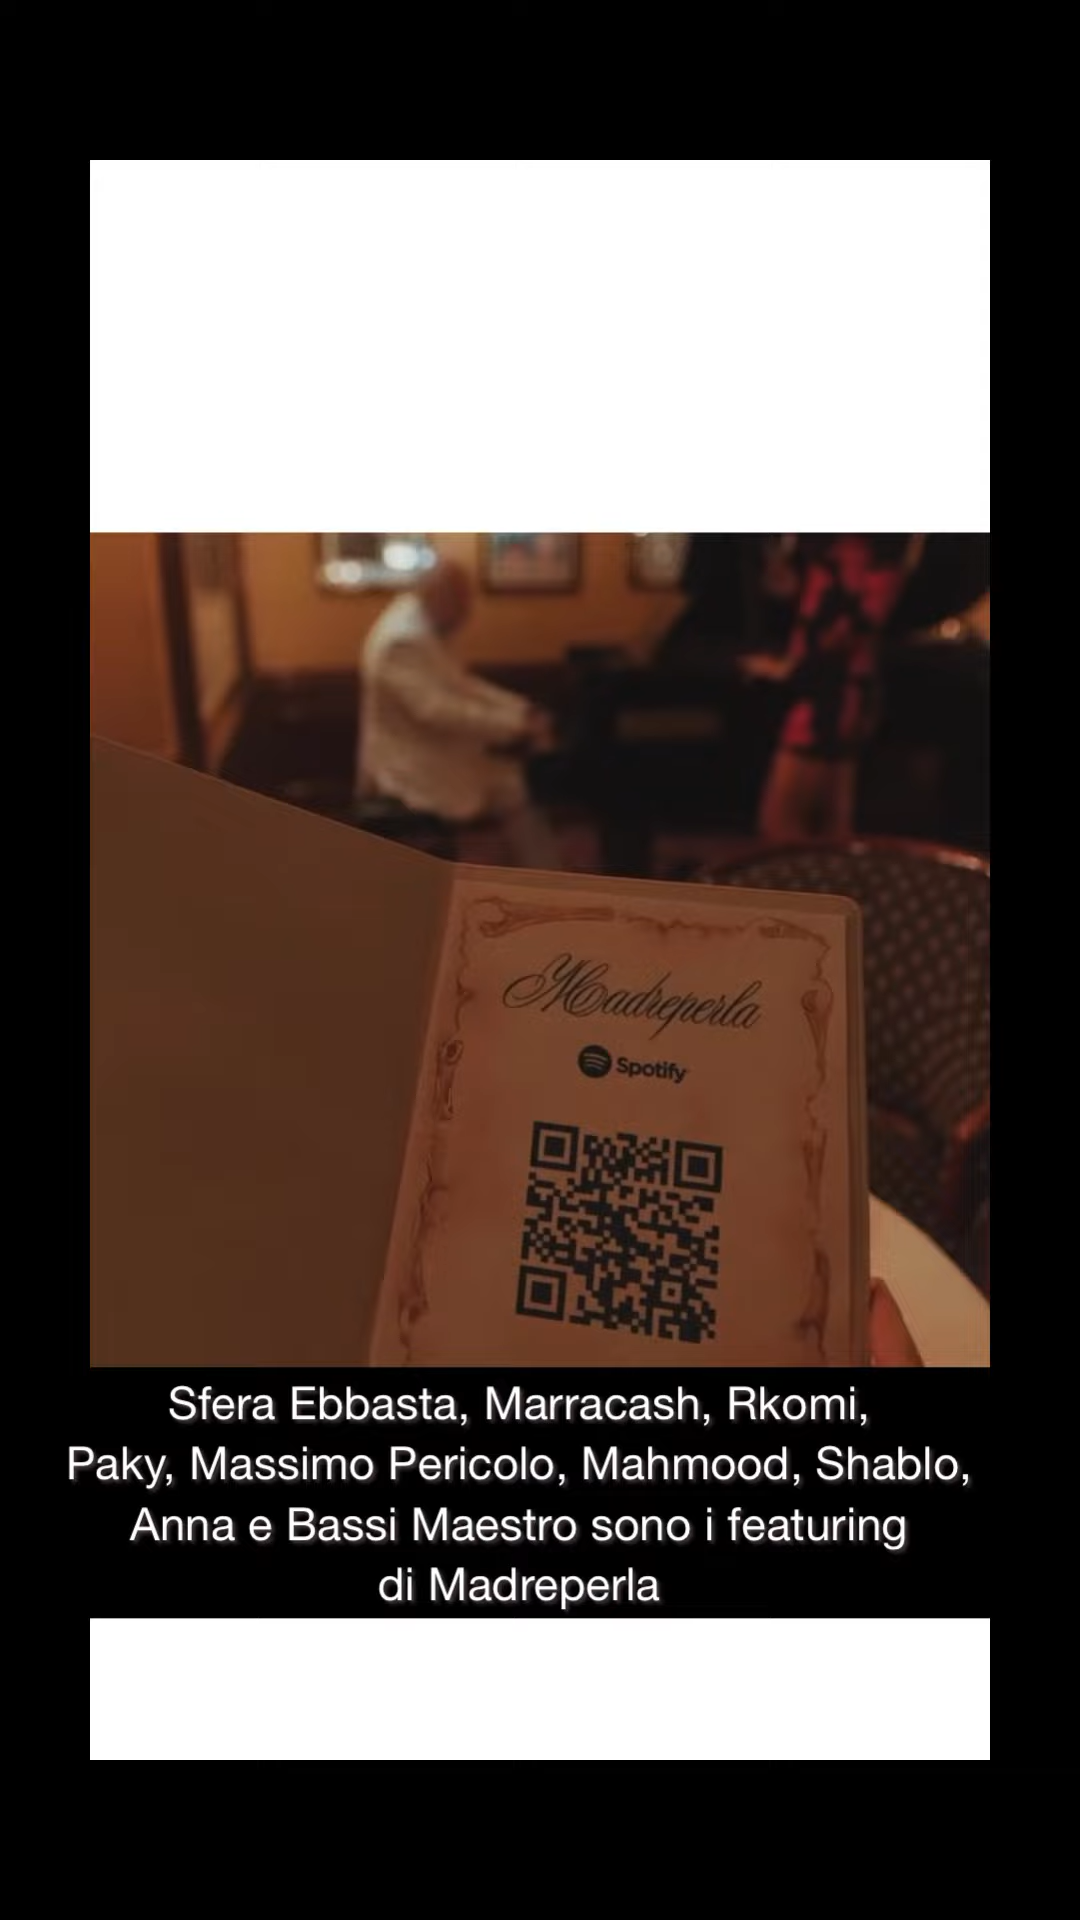 Madreperla
Spotify
Sfera Ebbasta, Marracash, Rkomi,
Paky, Massimo Pericolo, Mahmood, Shablo,
Anna e Bassi Maestro sono i featuring
di Madreperla